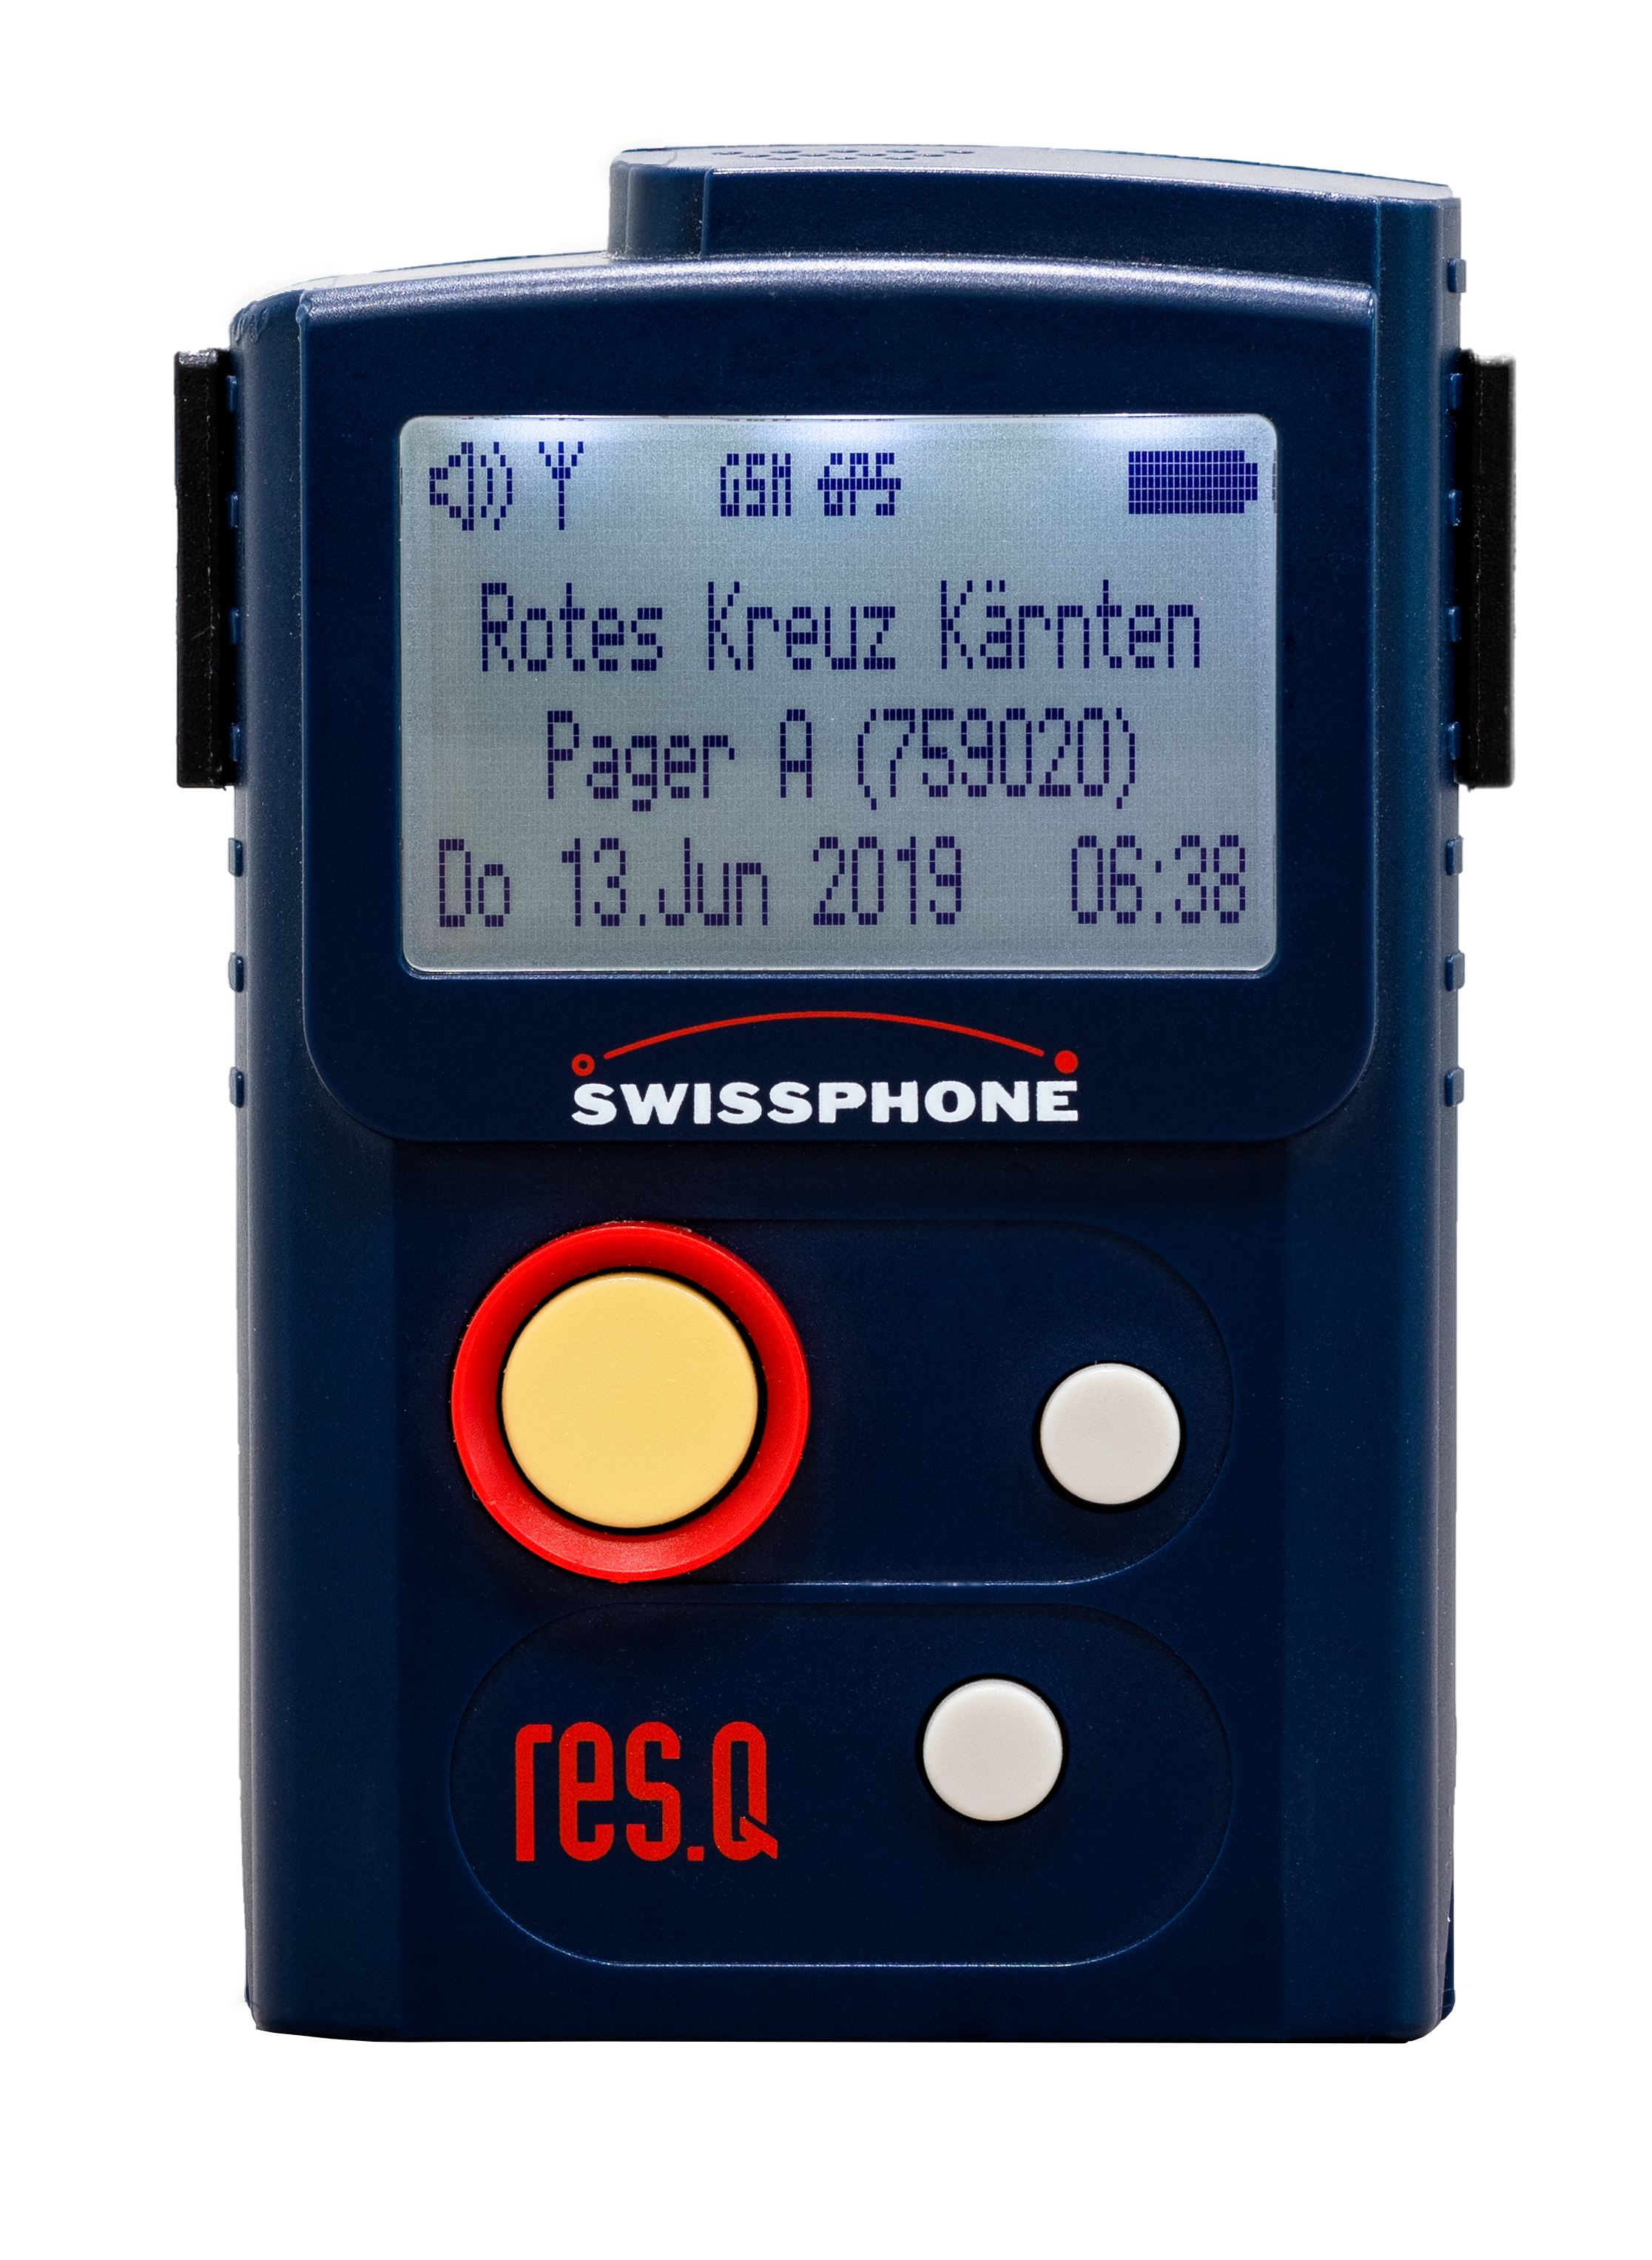 GSM GPS
Rotes Kreuz Kärnten
Pager A (759020)
Do 13.Jun 2019 06:38
SWISSPHONE
res.Q